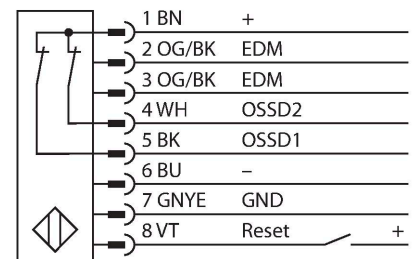 1 BN +
2 OG/BK EDM
3 OG/BK EDM
4 WH OSSD2
5 BK OSSD1
6 BU –
7 GNYE GND
8 VT Reset +